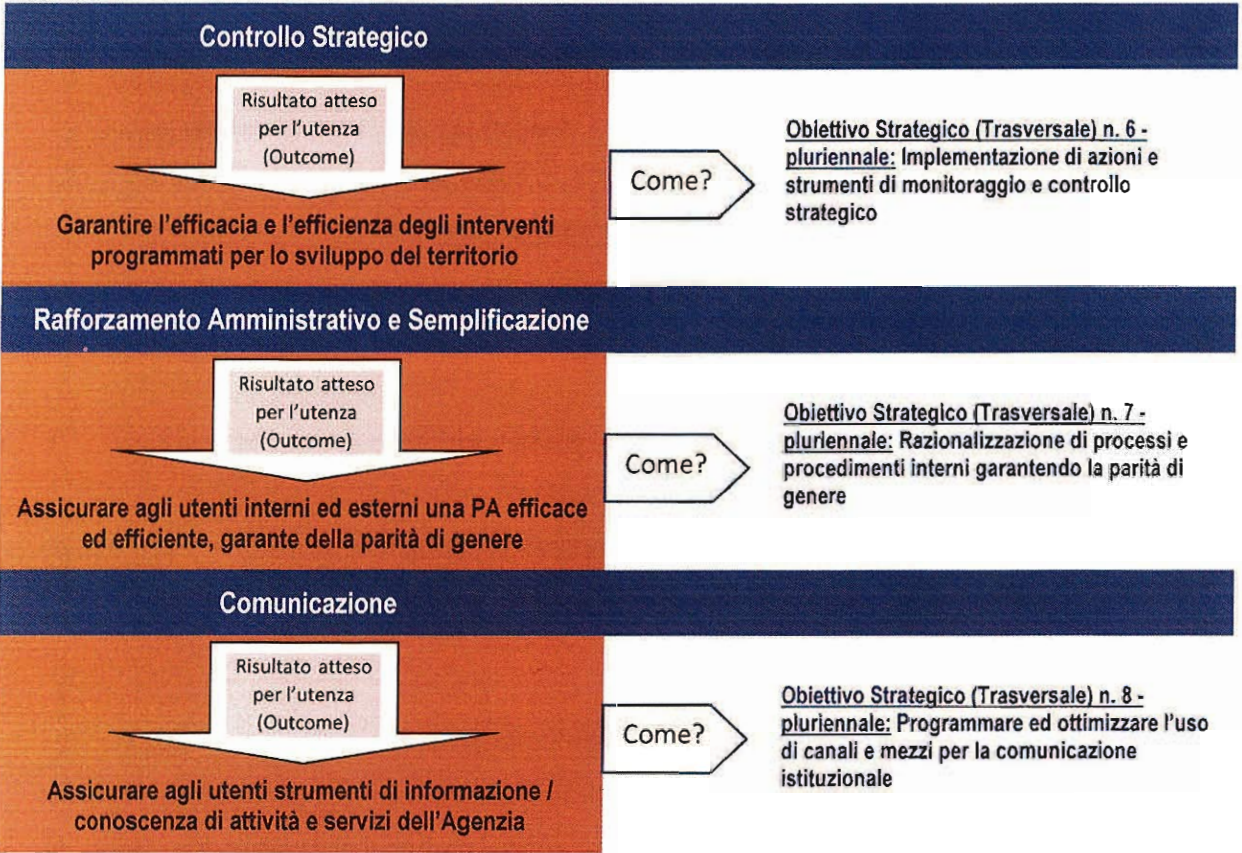 Controllo Strategico
Risultato atteso
per l'utenza
(Outcome)
Garantire l'efficacia e l'efficienza degli interventi
programmati per lo sviluppo del territorio
Come?
Obiettivo Strategico (Trasversale) n. 6 -
pluriennale: Implementazione di azioni e
strumenti di monitoraggio e controllo
strategico
Rafforzamento Amministrativo e Semplificazione
Risultato atteso
per l'utenza
(Outcome)
Assicurare agli utenti interni ed esterni una PA efficace
ed efficiente, garante della parità di genere
Come?
Obiettivo Strategico (Trasversale) n. 7 -
pluriennale: Razionalizzazione di processi e
procedimenti interni garantendo la parità di
genere
Comunicazione
Risultato atteso
per l'utenza
(Outcome)
Assicurare agli utenti strumenti di informazione /
conoscenza di attività e servizi dell'Agenzia
Come?
Obiettivo Strategico (Trasversale) n. 8 -
pluriennale: Programmare ed ottimizzare l'uso
di canali e mezzi per la comunicazione
istituzionale